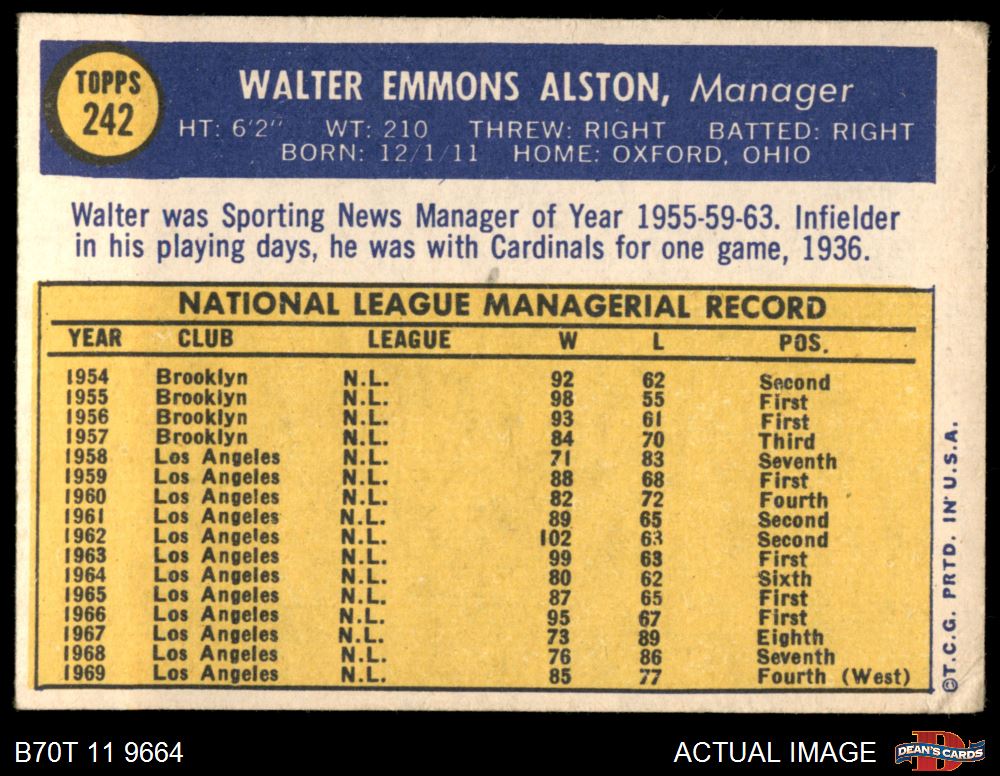 TOPPS
242
WALTER EMMONS ALSTON, Manager
HT: 6'2" WT: 210 THREW: RIGHT BATTED: RIGHT
BORN: 12/1/11 HOME: OXFORD, OHIO
Walter was Sporting News Manager of Year 1955-59-63. Infielder
in his playing days, he was with Cardinals for one game, 1936.
NATIONAL LEAGUE MANAGERIAL RECORD
YEAR CLUB LEAGUE W L POS.
1954 Brooklyn N.L. 92 62 Second
1955 Brooklyn N.L. 98 55 First
1956 Brooklyn N.L. 93 61 First
1957 Brooklyn N.L. 84 70 Third
1958 Los Angeles N.L. 71 83 Seventh
1959 Los Angeles N.L. 88 68 First
1960 Los Angeles N.L. 82 72 Fourth
1961 Los Angeles N.L. 89 65 Second
1962 Los Angeles N.L. 102 63 Second
1963 Los Angeles N.L. 99 63 First
1964 Los Angeles N.L. 80 62 Sixth
1965 Los Angeles N.L. 87 65 First
1966 Los Angeles N.L. 95 67 First
1967 Los Angeles N.L. 73 89 Eighth
1968 Los Angeles N.L. 76 86 Seventh
1969 Los Angeles N.L. 85 77 Fourth (West)
©T.C.G. PRTD. IN U.S.A.
B70T 11 9664
ACTUAL IMAGE
D
DEAN'S CARDS